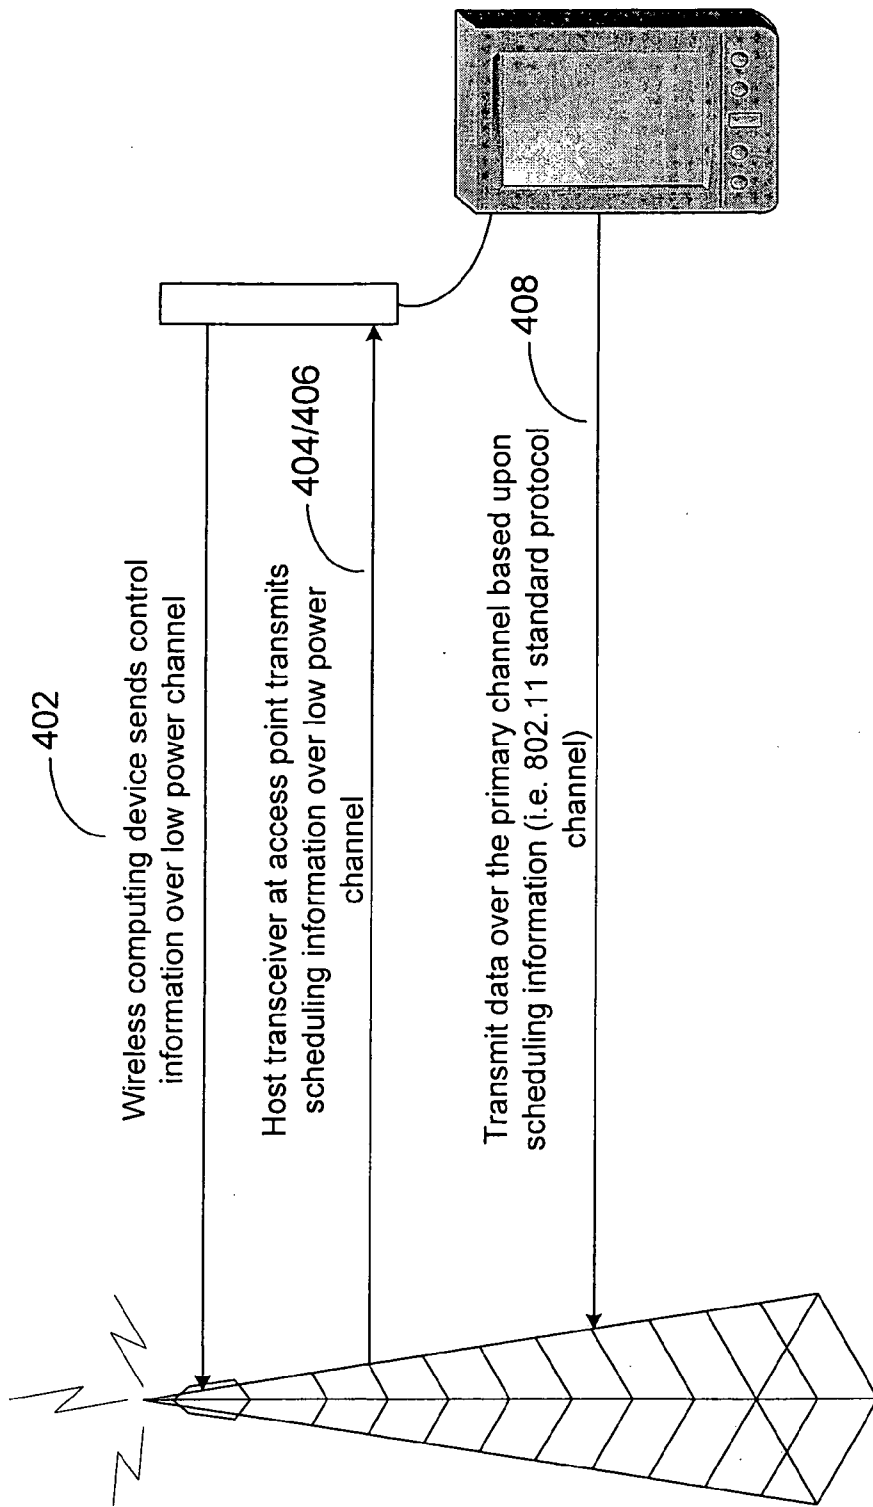 402
Wireless computing device sends control
information over low power channel
404/406
Host transceiver at access point transmits
scheduling information over low power
channel
408
Transmit data over the primary channel based upon
scheduling information (i.e. 802.11 standard protocol
channel)